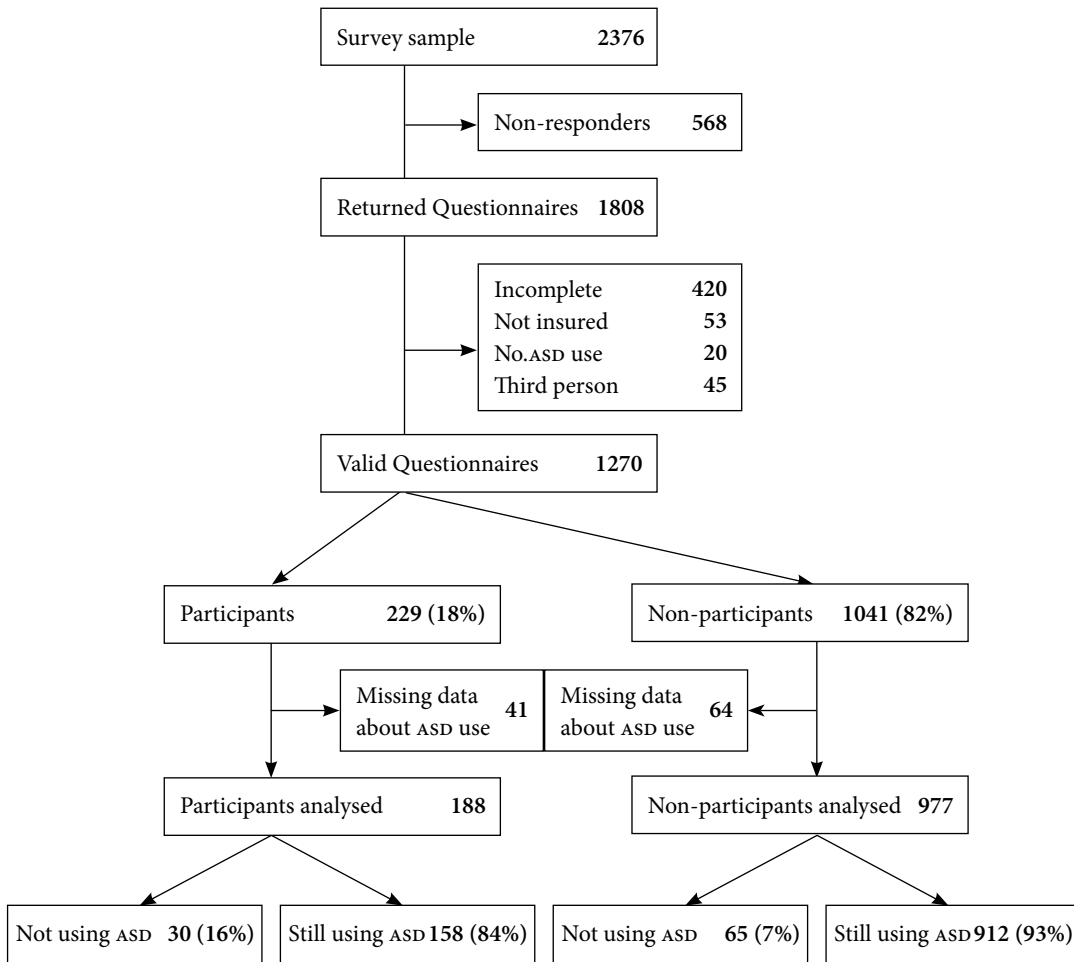 Survey sample 2376
Non-responders 568
Returned Questionnaires 1808
Incomplete 420
Not insured 53
No.ASD use 20
Third person 45
Valid Questionnaires 1270
Participants 229 (18%)
Non-participants 1041 (82%)
Missing data
about ASD use 41
Missing data
about ASD use 64
Participants analysed 188
Non-participants analysed 977
Not using ASD 30 (16%)
Still using ASD 158 (84%)
Not using ASD 65 (7%)
Still using ASD 912 (93%)